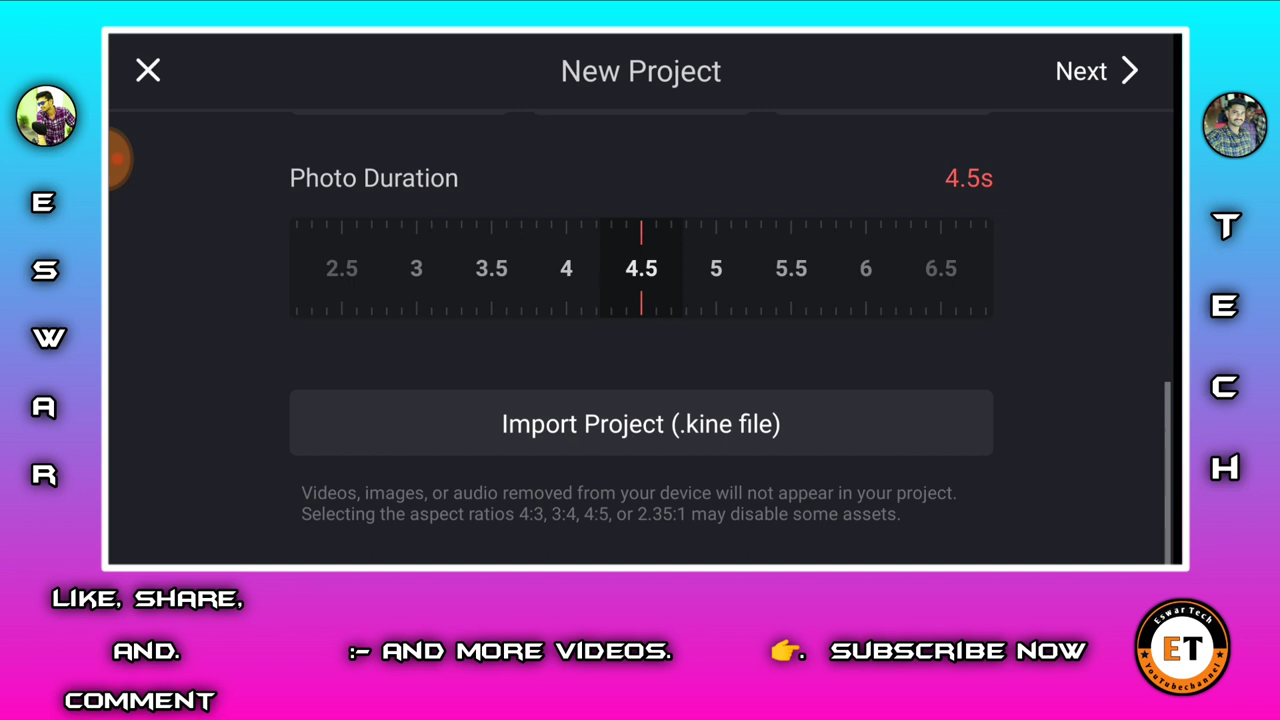 New Project
Next
Photo Duration
4.5s
2.5 3 3.5 4 4.5 5 5.5 6 6.5
Import Project (.kine file)
Videos, images, or audio removed from your device will not appear in your project.
Selecting the aspect ratios 4:3, 3:4, 4:5, or 2.35:1 may disable some assets.
E
S
W
A
R
T
E
C
H
LIKE, SHARE,
AND.
COMMENT
:- AND MORE VIDEOS.
👉. SUBSCRIBE NOW
Eswar Tech
ET
YouTubechannel